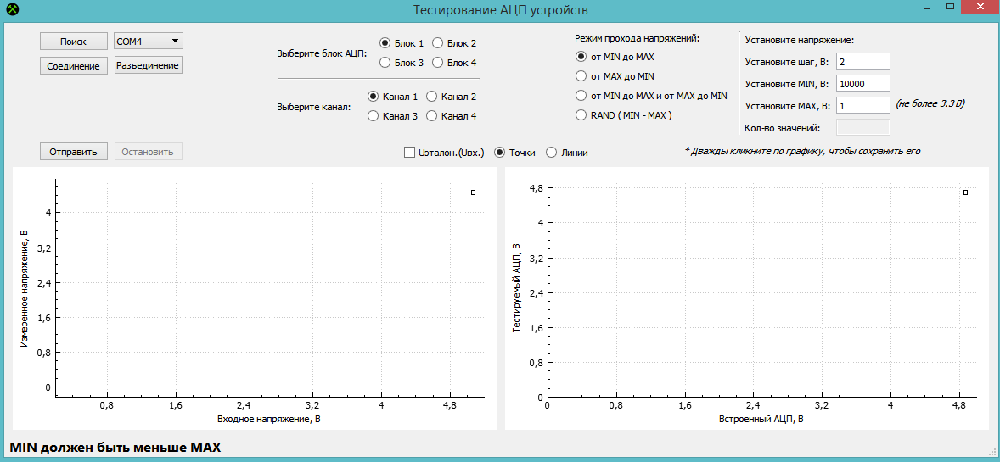 Тестирование АЦП устройств
Поиск
COM4
Соединение
Разъединение
Выберите блок АЦП:
Блок 1
Блок 2
Блок 3
Блок 4
Выберите канал:
Канал 1
Канал 2
Канал 3
Канал 4
Режим прохода напряжений:
от MIN до MAX
от MAX до MIN
от MIN до MAX и от MAX до MIN
RAND ( MIN - MAX )
Установите напряжение:
Установите шаг, В: 2
Установите MIN, В: 10000
Установите MAX, В: 1 (не более 3.3 В)
Кол-во значений:
Отправить
Остановить
Uэталон.(Uвх.)
Точки
Линии
* Дважды кликните по графику, чтобы сохранить его
Измеренное напряжение, В
4
3,2
2,4
1,6
0,8
0
0,8 1,6 2,4 3,2 4 4,8
Входное напряжение, В
Тестируемый АЦП, В
4,8
4
3,2
2,4
1,6
0,8
0
0 0,8 1,6 2,4 3,2 4 4,8
Встроенный АЦП, В
MIN должен быть меньше MAX